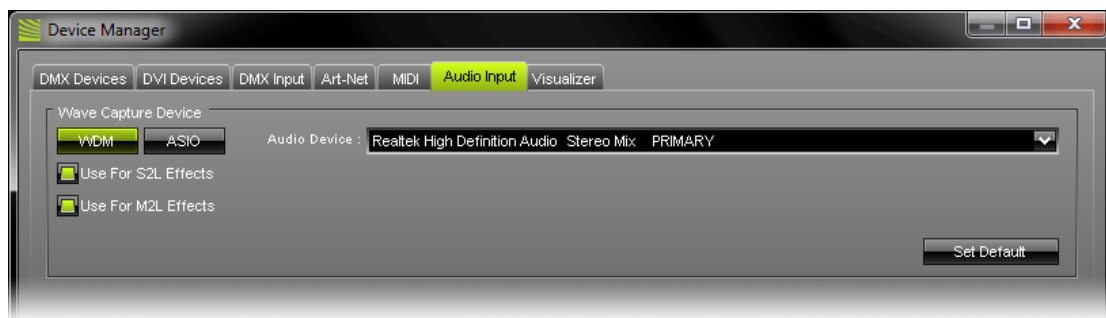 Device Manager
DMX Devices DVI Devices DMX Input Art-Net MIDI Audio Input Visualizer
Wave Capture Device
WDM ASIO Audio Device : Realtek High Definition Audio Stereo Mix PRIMARY
Use For S2L Effects
Use For M2L Effects
Set Default